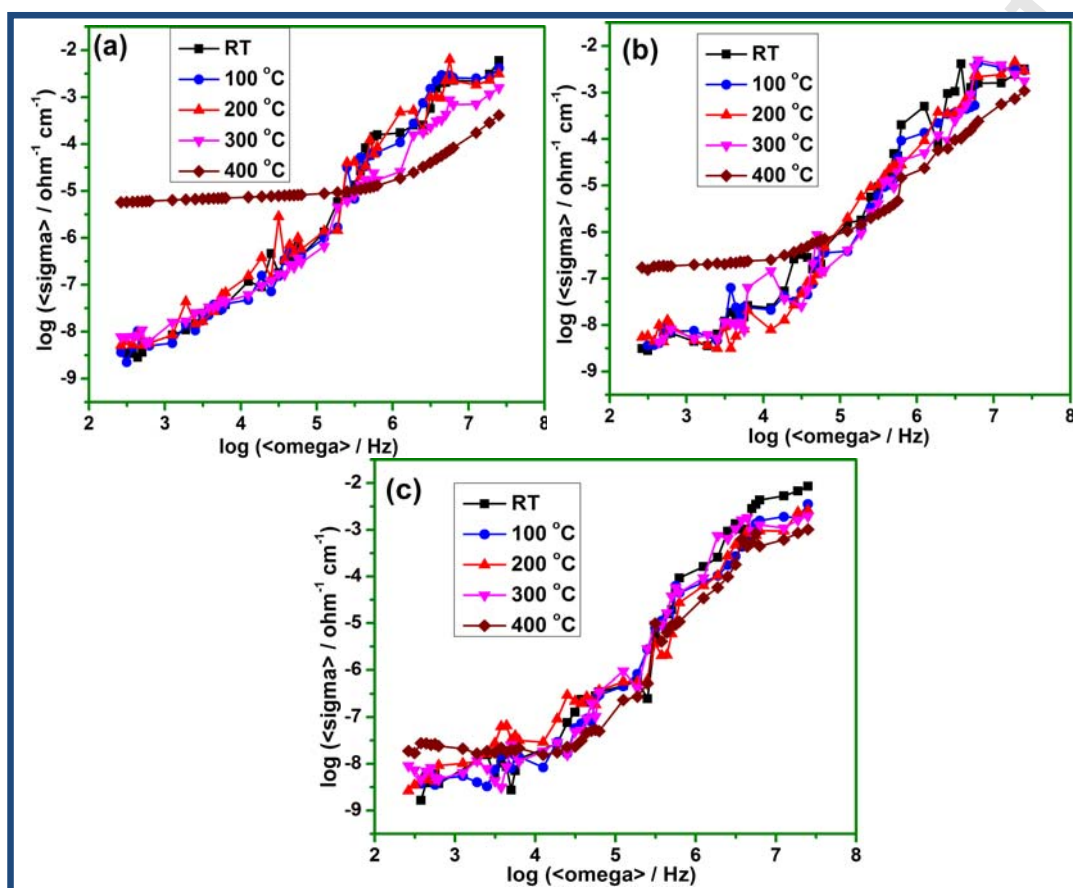 (a)
RT
100 °C
200 °C
300 °C
400 °C
log (<sigma> / ohm⁻¹ cm⁻¹)
-2
-3
-4
-5
-6
-7
-8
-9
2 3 4 5 6 7 8
log (<omega> / Hz)
(b)
RT
100 °C
200 °C
300 °C
400 °C
log (<sigma> / ohm⁻¹ cm)
-2
-3
-4
-5
-6
-7
-8
-9
2 3 4 5 6 7 8
log (<omega> / Hz)
(c)
RT
100 °C
200 °C
300 °C
400 °C
log (<sigma> / ohm⁻¹ cm⁻¹)
-2
-3
-4
-5
-6
-7
-8
-9
2 3 4 5 6 7 8
log (<omega> / Hz)